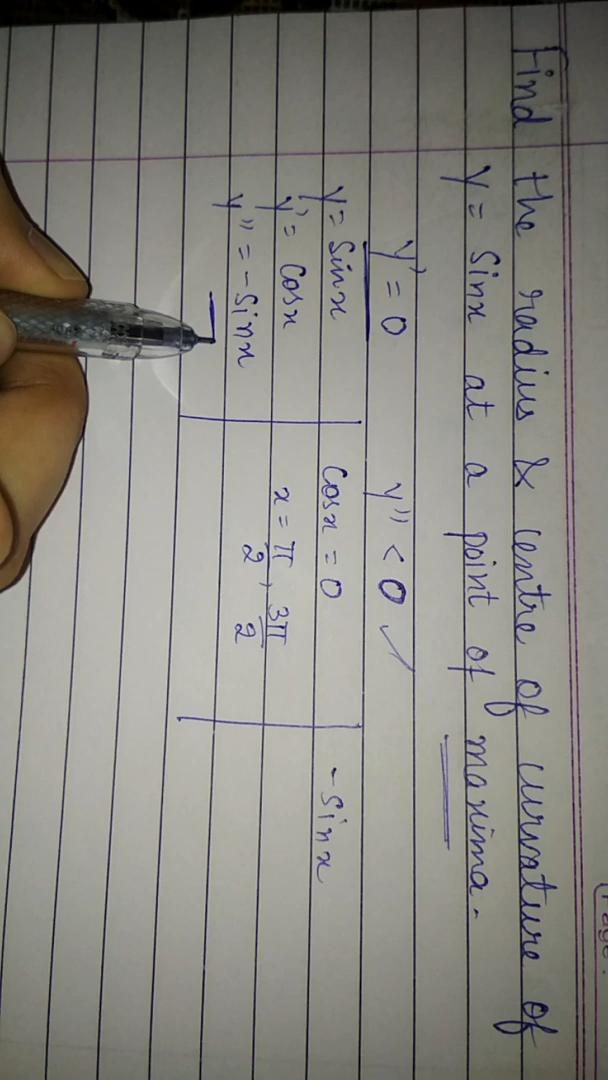 Page:
Find the radius & centre of curvature of
y = sinx at a point of maxima.
y' = 0 y'' < 0 ✓
y = sinx cosx = 0 -sinx
y' = cosx x = π/2, 3π/2
y'' = -sinx